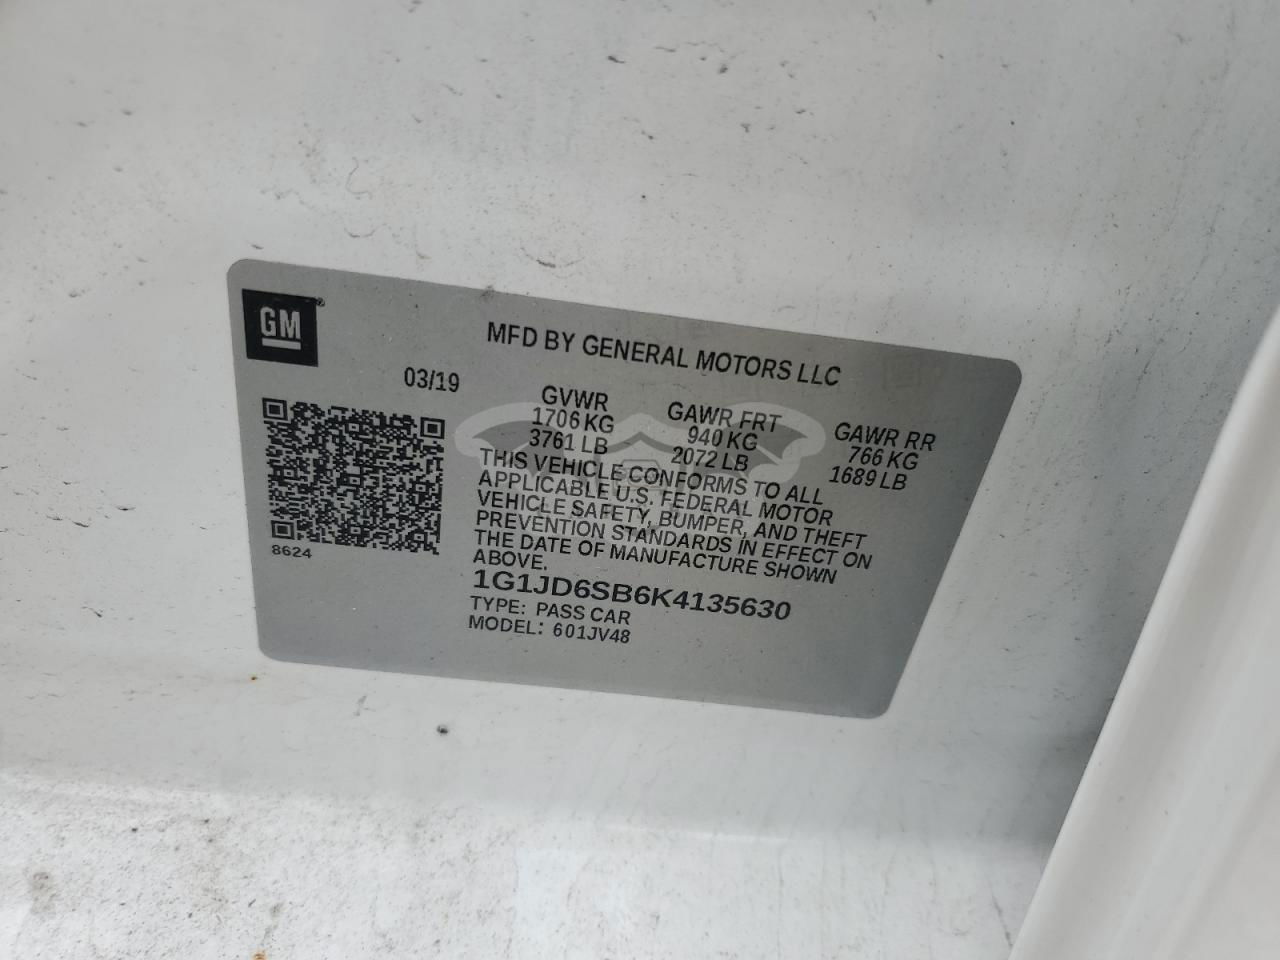 GM
MFD BY GENERAL MOTORS LLC
03/19
GVWR GAWR FRT GAWR RR
1706 KG 940 KG 766 KG
3761 LB 2072 LB 1689 LB
THIS VEHICLE CONFORMS TO ALL
APPLICABLE U.S. FEDERAL MOTOR
VEHICLE SAFETY, BUMPER, AND THEFT
PREVENTION STANDARDS IN EFFECT ON
THE DATE OF MANUFACTURE SHOWN
ABOVE.
8624
1G1JD6SB6K4135630
TYPE: PASS CAR
MODEL: 601JV48